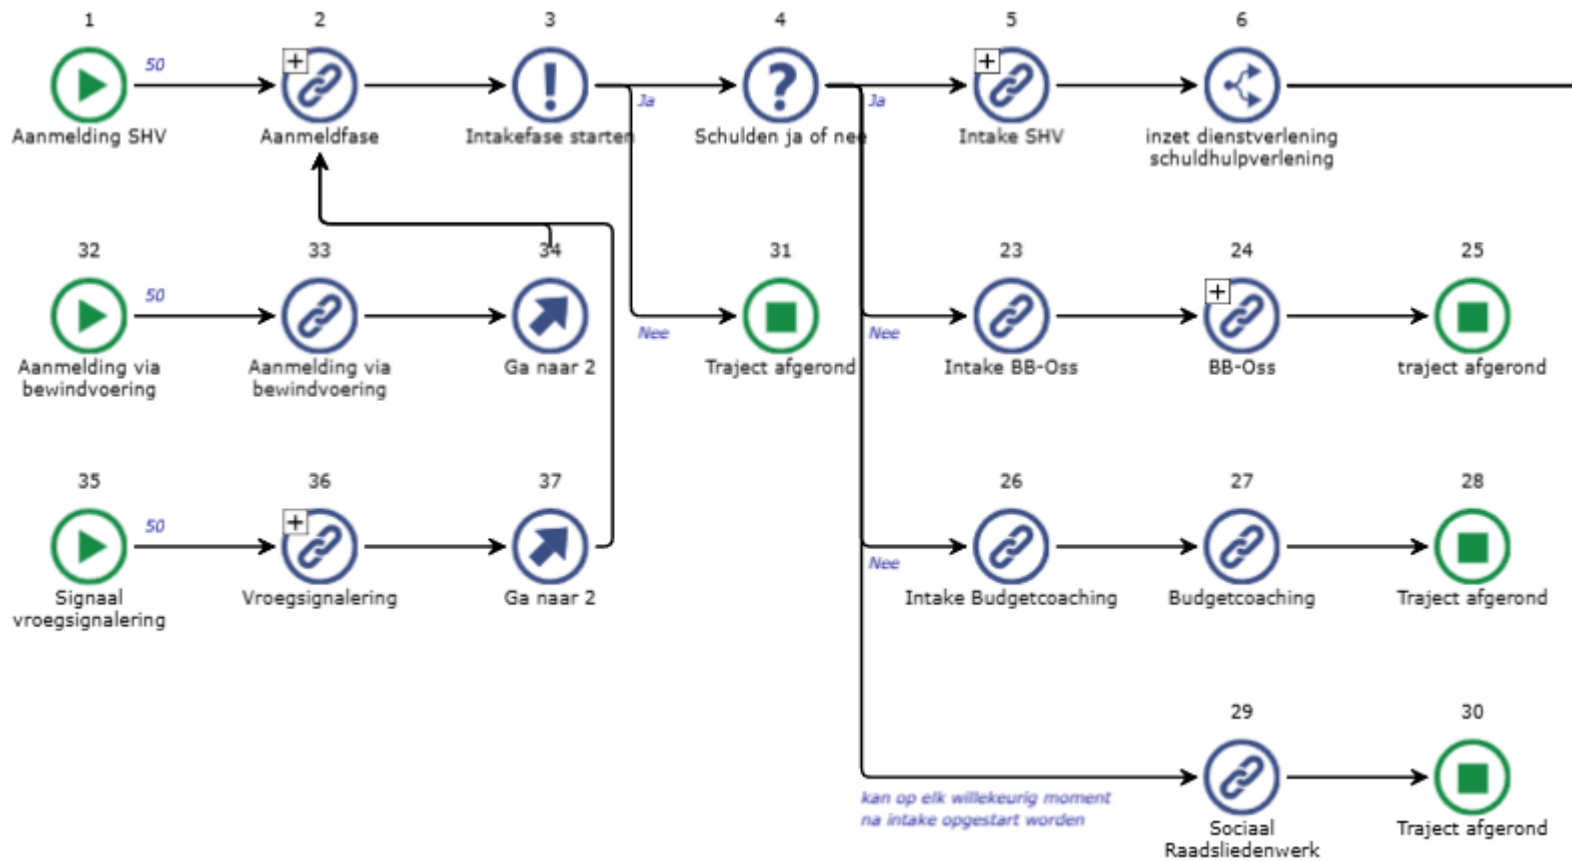 1 2 3 4 5 6
50
Ja Ja
Aanmelding SHV Aanmeldfase Intakefase starten Schulden ja of nee Intake SHV inzet dienstverlening
schuldhulpverlening
32 33 34 31 23 24 25
50
Nee Nee
Aanmelding via Aanmelding via Ga naar 2 Traject afgerond Intake BB-Oss BB-Oss traject afgerond
bewindvoering bewindvoering
35 36 37 26 27 28
50
Nee
Signaal Vroegsignalering Ga naar 2 Intake Budgetcoaching Budgetcoaching Traject afgerond
vroegsignalering
29 30
kan op elk willekeurig moment
na intake opgestart worden
Sociaal Traject afgerond
Raadsliedenwerk